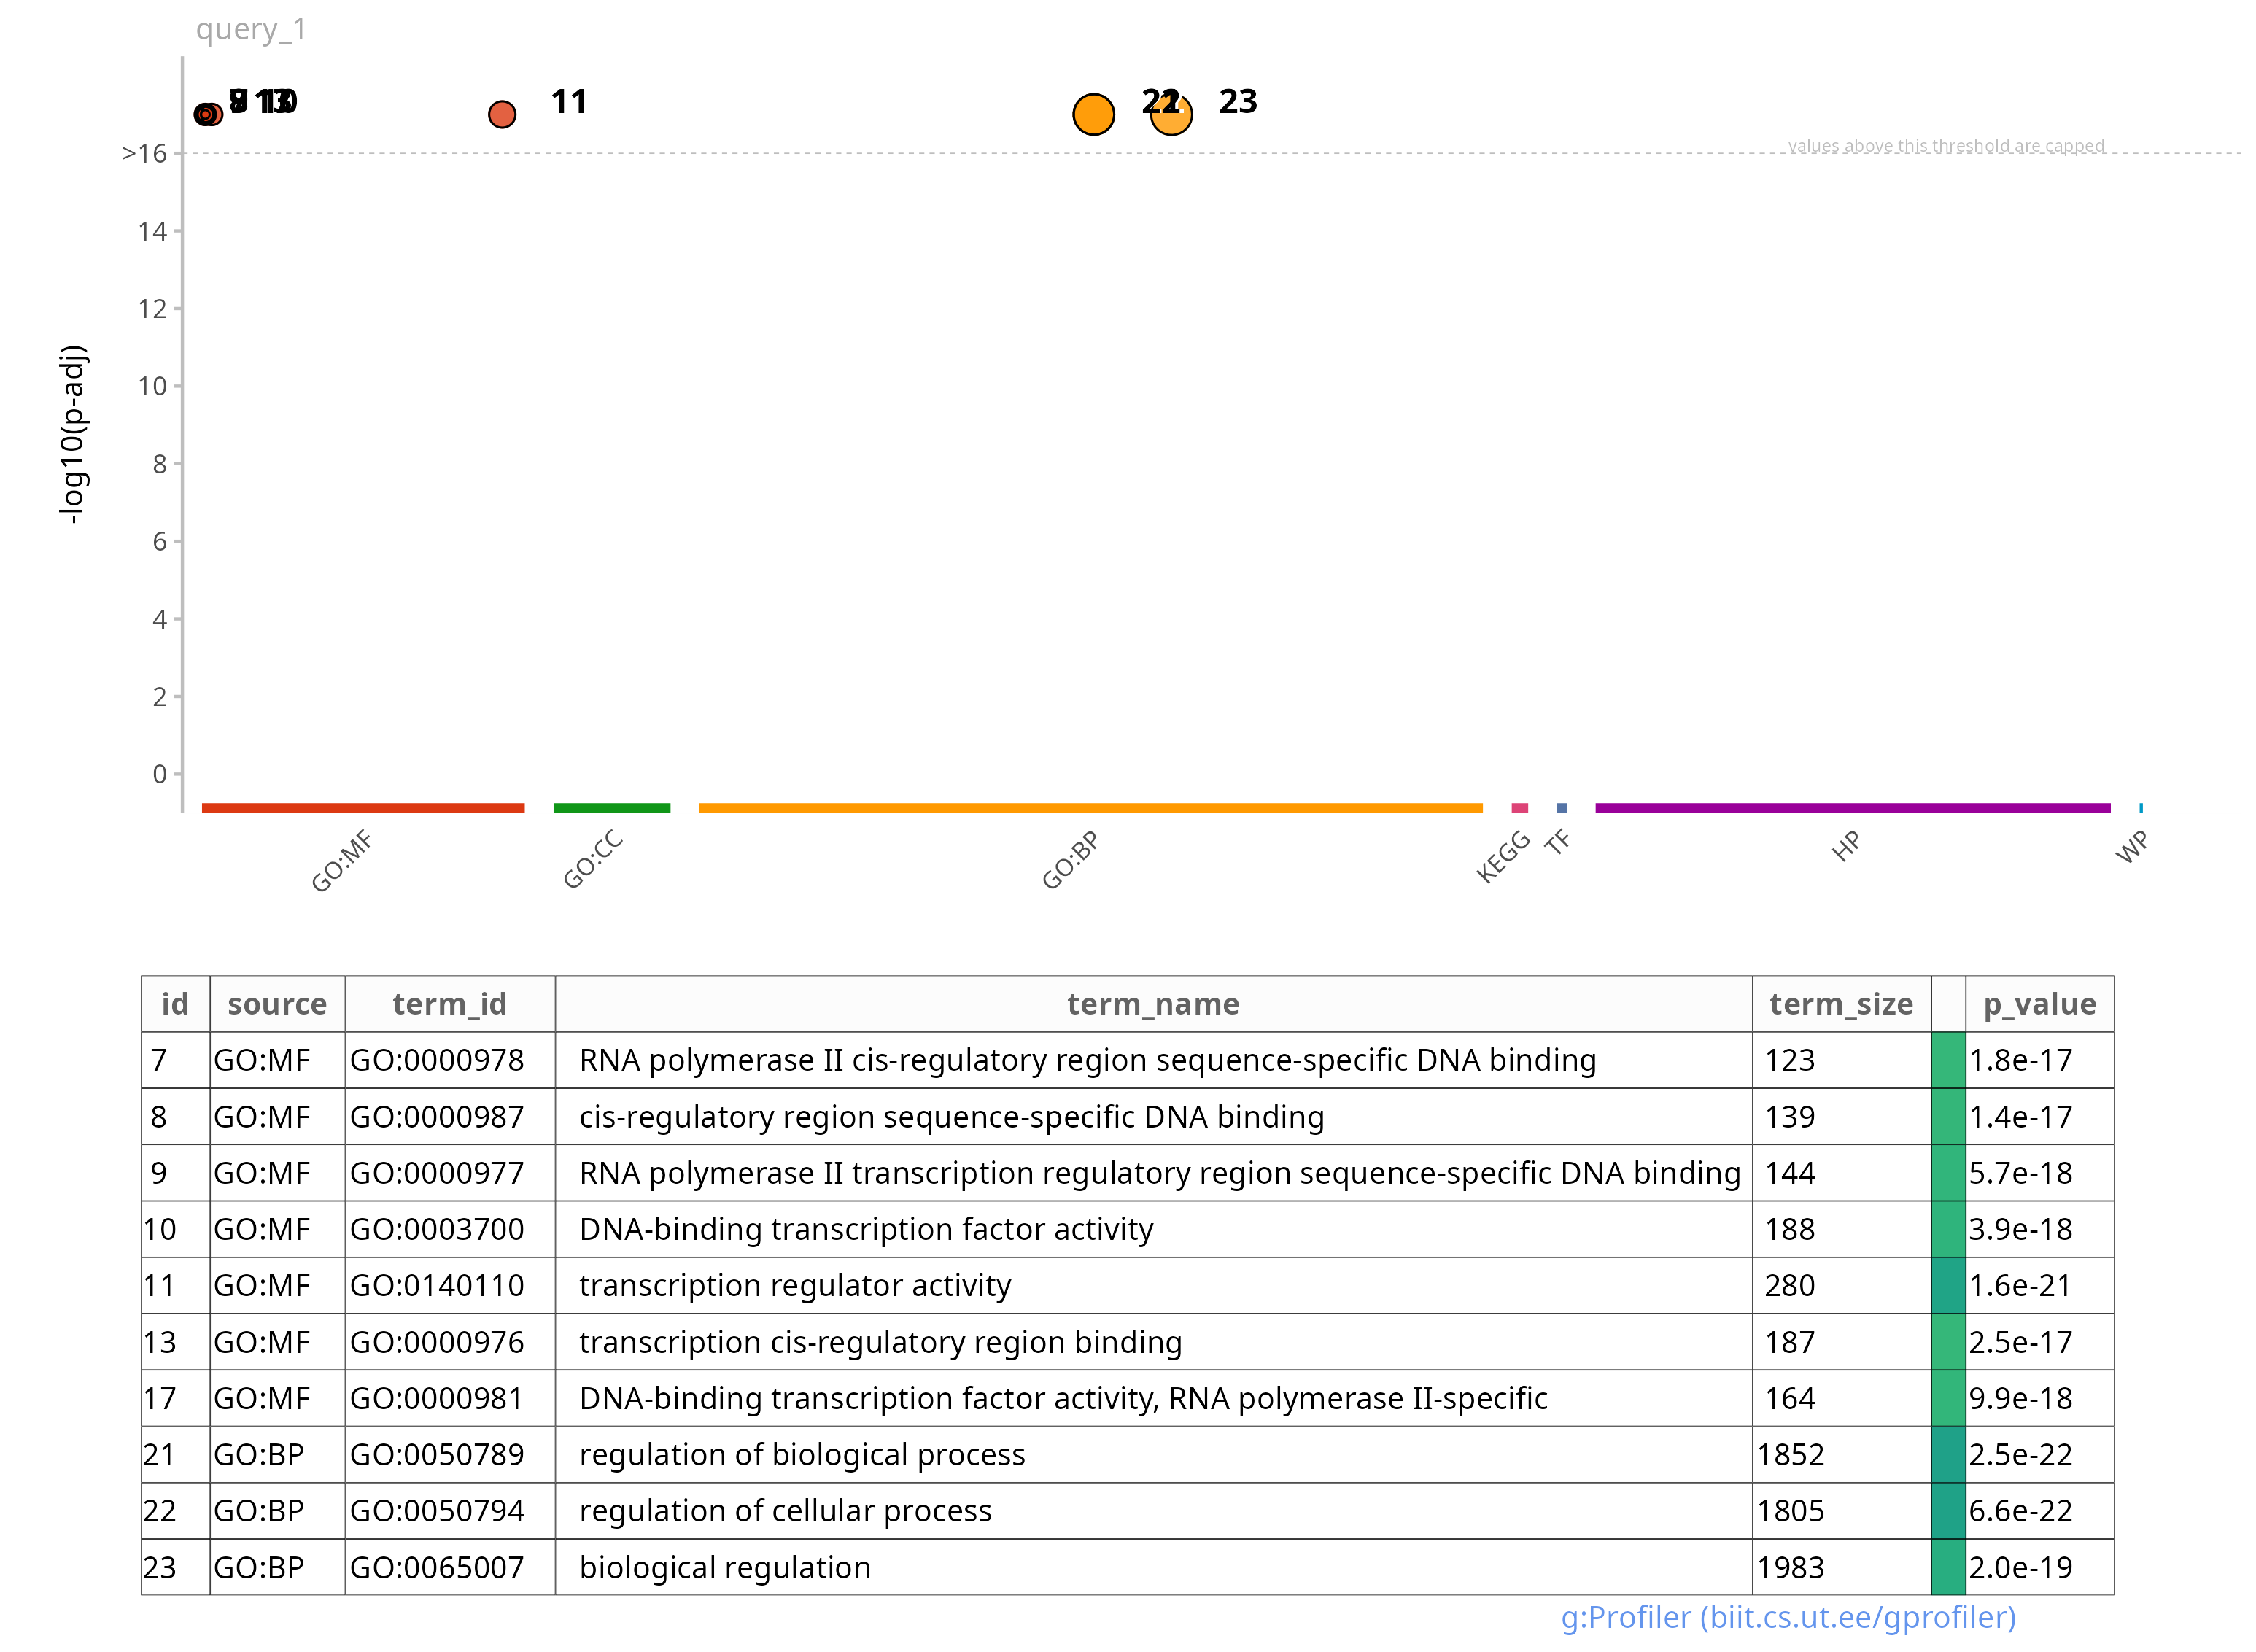 query_1
11
23
>16
values above this threshold are capped
14
12
10
8
6
4
2
0
-log10(p-adj)
GO:MF
GO:CC
GO:BP
KEGG
TF
HP
WP
id source term_id term_name term_size p_value
7 GO:MF GO:0000978 RNA polymerase II cis-regulatory region sequence-specific DNA binding 123 1.8e-17
8 GO:MF GO:0000987 cis-regulatory region sequence-specific DNA binding 139 1.4e-17
9 GO:MF GO:0000977 RNA polymerase II transcription regulatory region sequence-specific DNA binding 144 5.7e-18
10 GO:MF GO:0003700 DNA-binding transcription factor activity 188 3.9e-18
11 GO:MF GO:0140110 transcription regulator activity 280 1.6e-21
13 GO:MF GO:0000976 transcription cis-regulatory region binding 187 2.5e-17
17 GO:MF GO:0000981 DNA-binding transcription factor activity, RNA polymerase II-specific 164 9.9e-18
21 GO:BP GO:0050789 regulation of biological process 1852 2.5e-22
22 GO:BP GO:0050794 regulation of cellular process 1805 6.6e-22
23 GO:BP GO:0065007 biological regulation 1983 2.0e-19
g:Profiler (biit.cs.ut.ee/gprofiler)